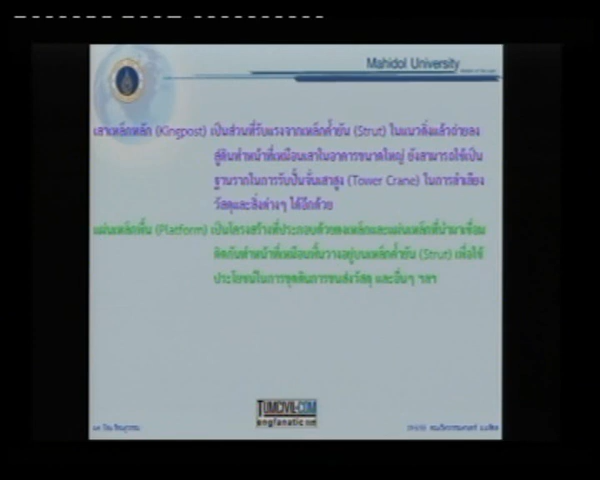 Mahidol University
เสาเหล็กหลัก (Kingpost) เป็นส่วนที่รับแรงจากเหล็กค้ำยัน (Strut) ในแนวดิ่งแล้วถ่ายลง
สู่ดินทำหน้าที่เหมือนเสาในอาคารขนาดใหญ่ ยังสามารถใช้เป็น
ฐานรากในการรับปั้นจั่นเสาสูง (Tower Crane) ในการลำเลียง
วัสดุและสิ่งต่างๆ ได้อีกด้วย
แผ่นเหล็กพื้น (Platform) เป็นโครงสร้างที่ประกอบด้วยตงเหล็กและแผ่นเหล็กที่นำมาเชื่อม
ติดกันทำหน้าที่เหมือนพื้นวางอยู่บนเหล็กค้ำยัน (Strut) เพื่อใช้
ประโยชน์ในการขุดดินการขนส่งวัสดุ และอื่นๆ ฯลฯ
TUMCIVIL.COM
engfanatic